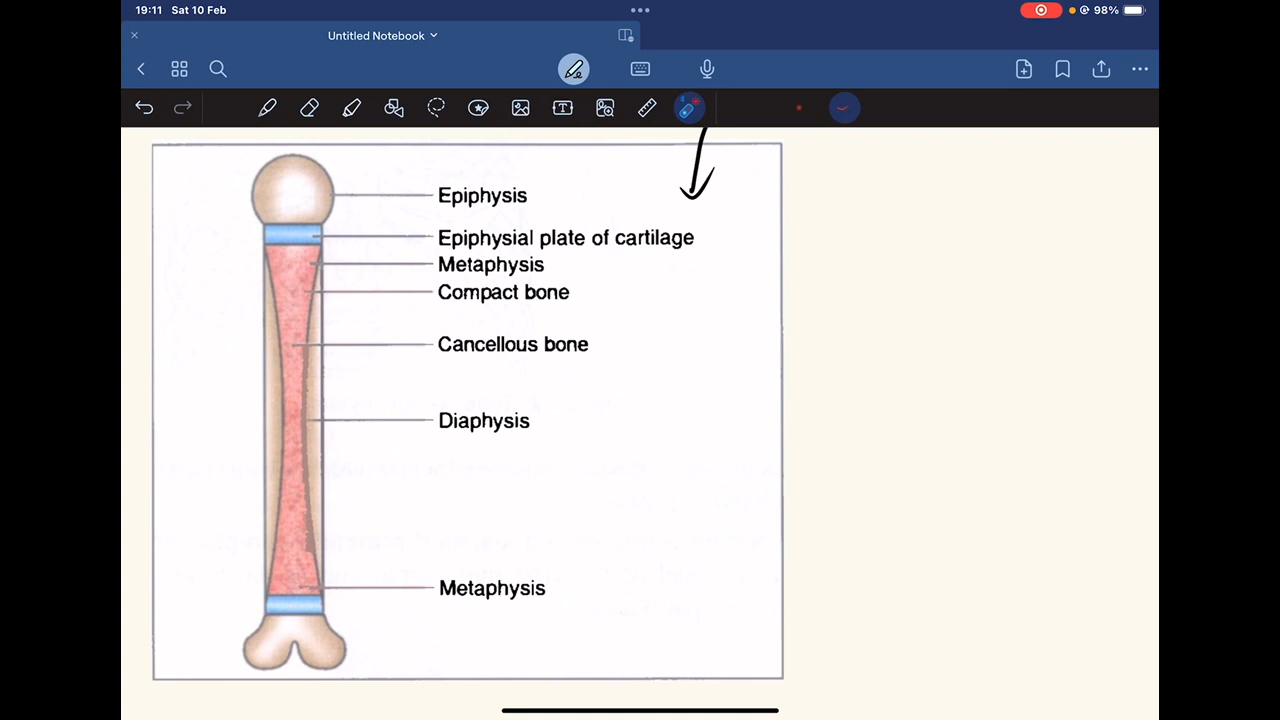 19:11 Sat 10 Feb
98%
Untitled Notebook
Epiphysis
Epiphysial plate of cartilage
Metaphysis
Compact bone
Cancellous bone
Diaphysis
Metaphysis